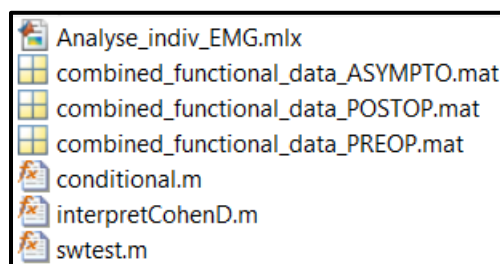 Analyse_indiv_EMG.mlx
combined_functional_data_ASYMPTO.mat
combined_functional_data_POSTOP.mat
combined_functional_data_PREOP.mat
conditional.m
interpretCohenD.m
swtest.m